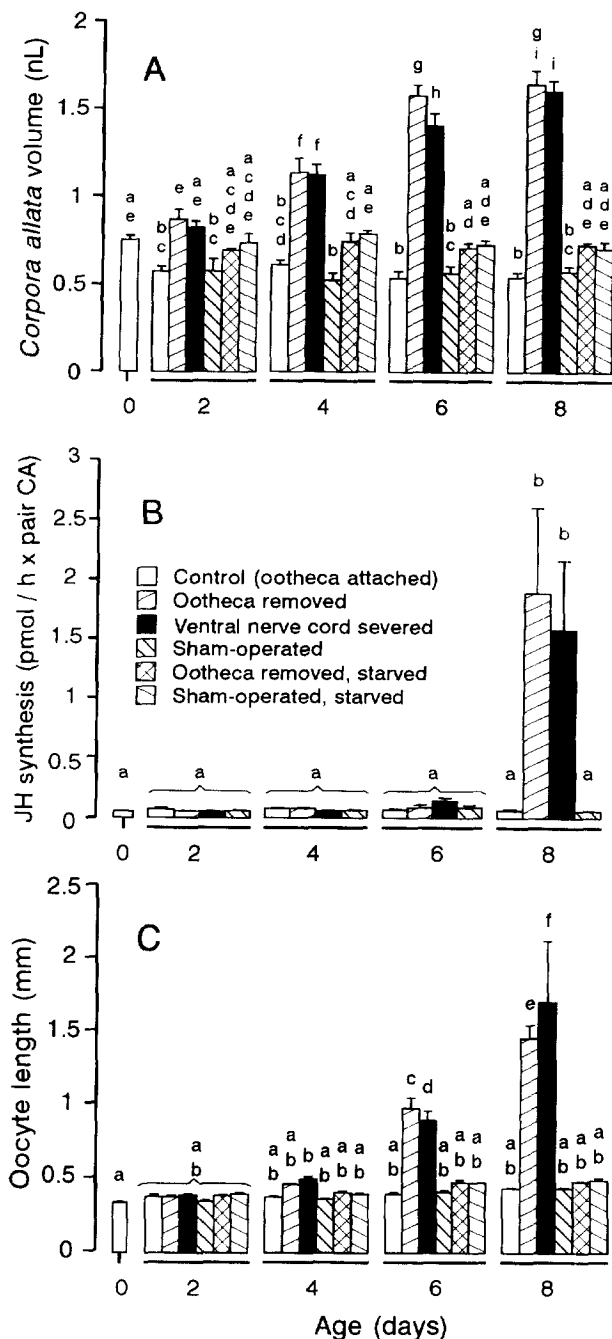 Corpora allata volume (nL)
2
1.5
1
0.5
0
A
a
e
b
c
e
a
e
b
c
a
c
d
e
a
c
d
e
b
c
d
f
f
b
a
c
d
a
e
b
g
h
b
c
a
d
a
d
e
b
g
i
i
b
c
a
d
e
a
d
e
0
2
4
6
8
JH synthesis (pmol / h x pair CA)
3
2.5
2
1.5
1
0.5
0
B
Control (ootheca attached)
Ootheca removed
Ventral nerve cord severed
Sham-operated
Ootheca removed, starved
Sham-operated, starved
a
a
a
a
a
b
b
a
0
2
4
6
8
Oocyte length (mm)
2.5
2
1.5
1
0.5
0
C
a
a
b
a
b
a
b
b
a
b
a
b
a
b
a
b
c
d
a
b
a
b
a
b
a
b
e
f
a
b
a
b
a
b
0
2
4
6
8
Age (days)